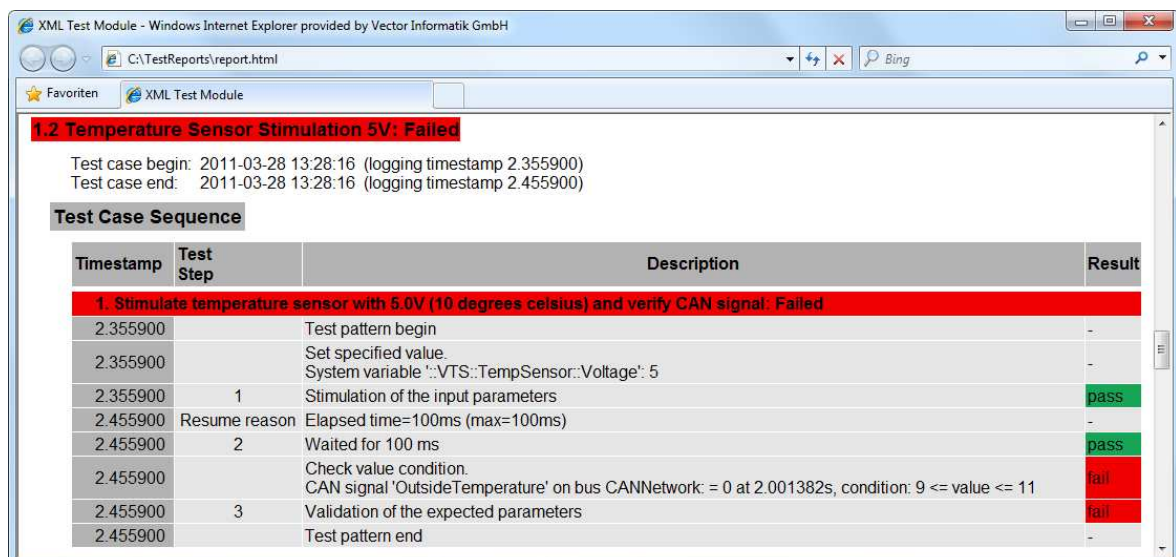 XML Test Module - Windows Internet Explorer provided by Vector Informatik GmbH
C:\TestReports\report.html
Bing
Favoriten
XML Test Module
1.2 Temperature Sensor Stimulation 5V: Failed
Test case begin: 2011-03-28 13:28:16 (logging timestamp 2.355900)
Test case end: 2011-03-28 13:28:16 (logging timestamp 2.455900)
Test Case Sequence
Timestamp Test Step Description Result
1. Stimulate temperature sensor with 5.0V (10 degrees celsius) and verify CAN signal: Failed
2.355900 Test pattern begin -
2.355900 Set specified value. -
System variable '::VTS::TempSensor::Voltage': 5
2.355900 1 Stimulation of the input parameters pass
2.455900 Resume reason Elapsed time=100ms (max=100ms) -
2.455900 2 Waited for 100 ms pass
2.455900 Check value condition. fail
CAN signal 'OutsideTemperature' on bus CANNetwork: = 0 at 2.001382s, condition: 9 <= value <= 11
2.455900 3 Validation of the expected parameters fail
2.455900 Test pattern end -